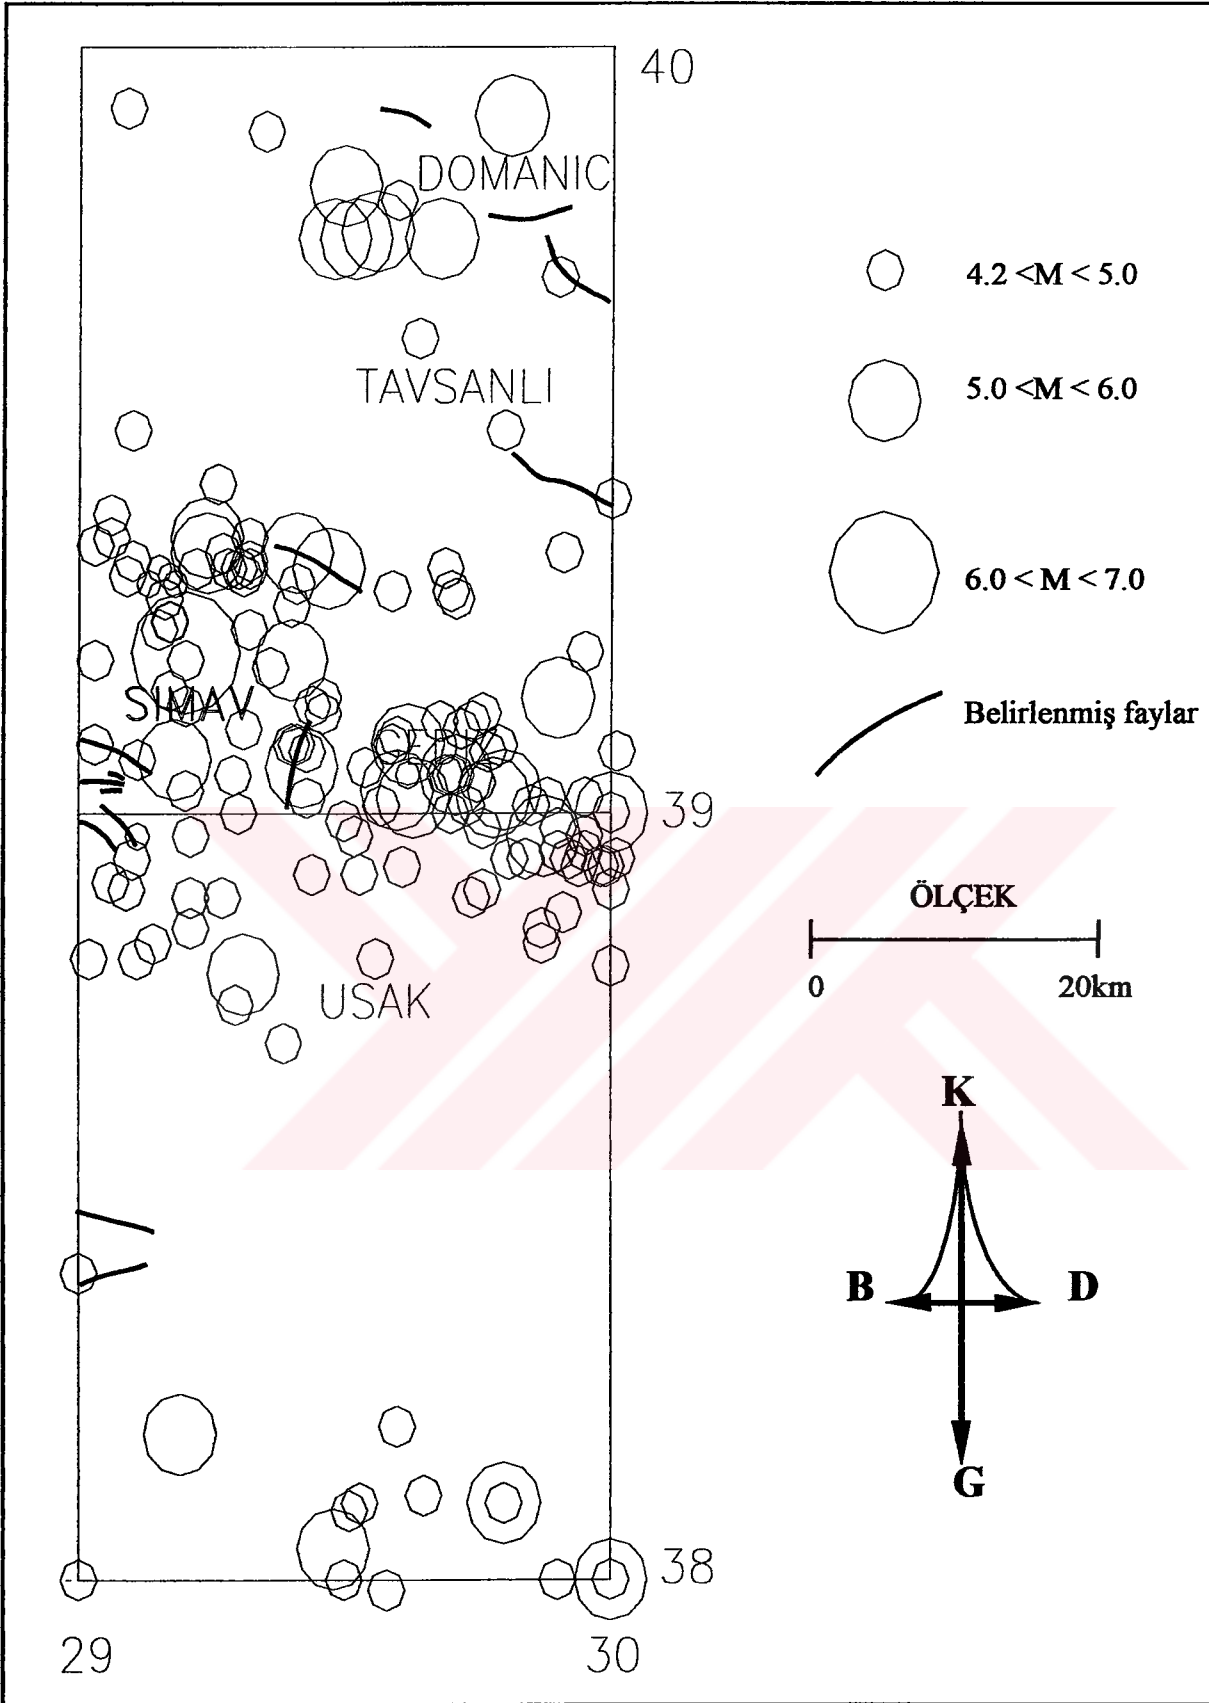 40
DOMANIC
4.2 <M < 5.0
TAVSANLI
5.0 <M < 6.0
6.0 < M < 7.0
SIMAV
Belirlenmiş faylar
39
ÖLÇEK
0 20km
USAK
K
B D
G
38
29 30